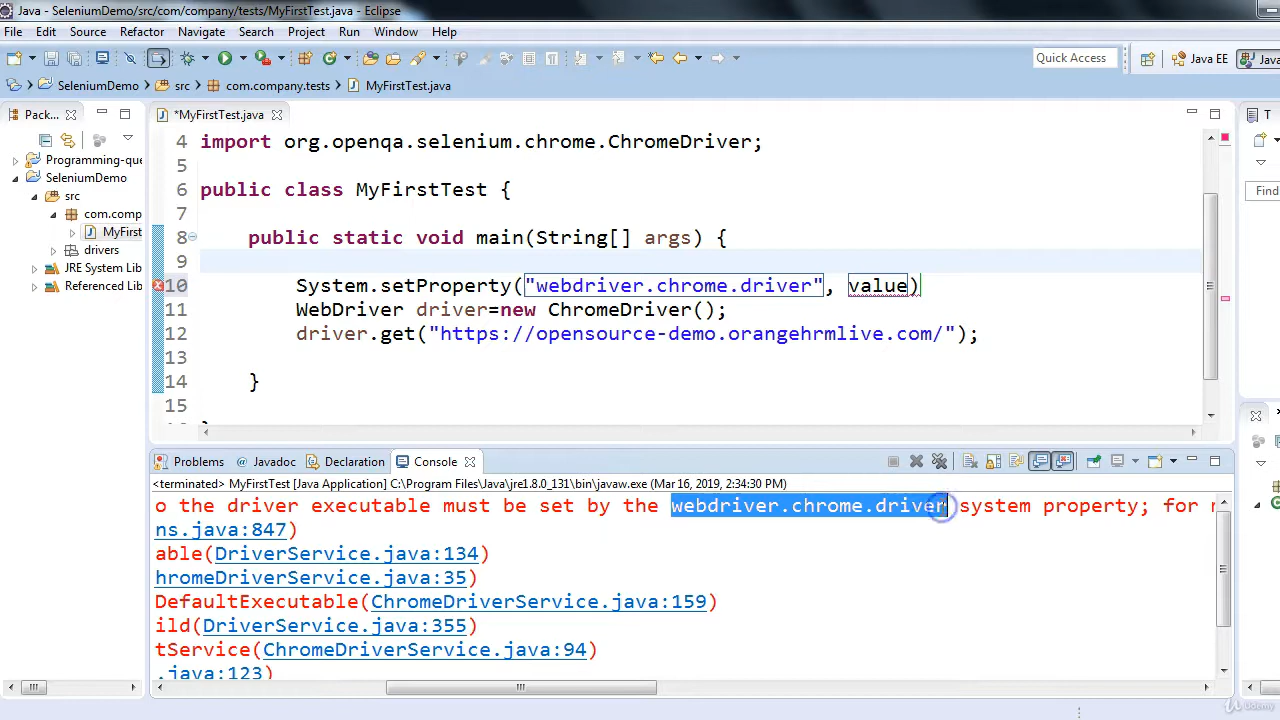 Java - SeleniumDemo/src/com/company/tests/MyFirstTest.java - Eclipse
File Edit Source Refactor Navigate Search Project Run Window Help
Quick Access Java EE Java
SeleniumDemo src com.company.tests MyFirstTest.java
Pack... *MyFirstTest.java
Programming-qu
SeleniumDemo
src
com.comp
MyFirst
drivers
JRE System Lib
Referenced Lib
4 import org.openqa.selenium.chrome.ChromeDriver;
5
6 public class MyFirstTest {
7
8 public static void main(String[] args) {
9
10 System.setProperty("webdriver.chrome.driver", value)
11 WebDriver driver=new ChromeDriver();
12 driver.get("https://opensource-demo.orangehrmlive.com/");
13
14 }
15
T
Find
Problems @ Javadoc Declaration Console
<terminated> MyFirstTest [Java Application] C:\Program Files\Java\jre1.8.0_131\bin\javaw.exe (Mar 16, 2019, 2:34:30 PM)
o the driver executable must be set by the webdriver.chrome.driver system property; for
ns.java:847)
able(DriverService.java:134)
hromeDriverService.java:35)
DefaultExecutable(ChromeDriverService.java:159)
ild(DriverService.java:355)
tService(ChromeDriverService.java:94)
.java:123)
Udemy